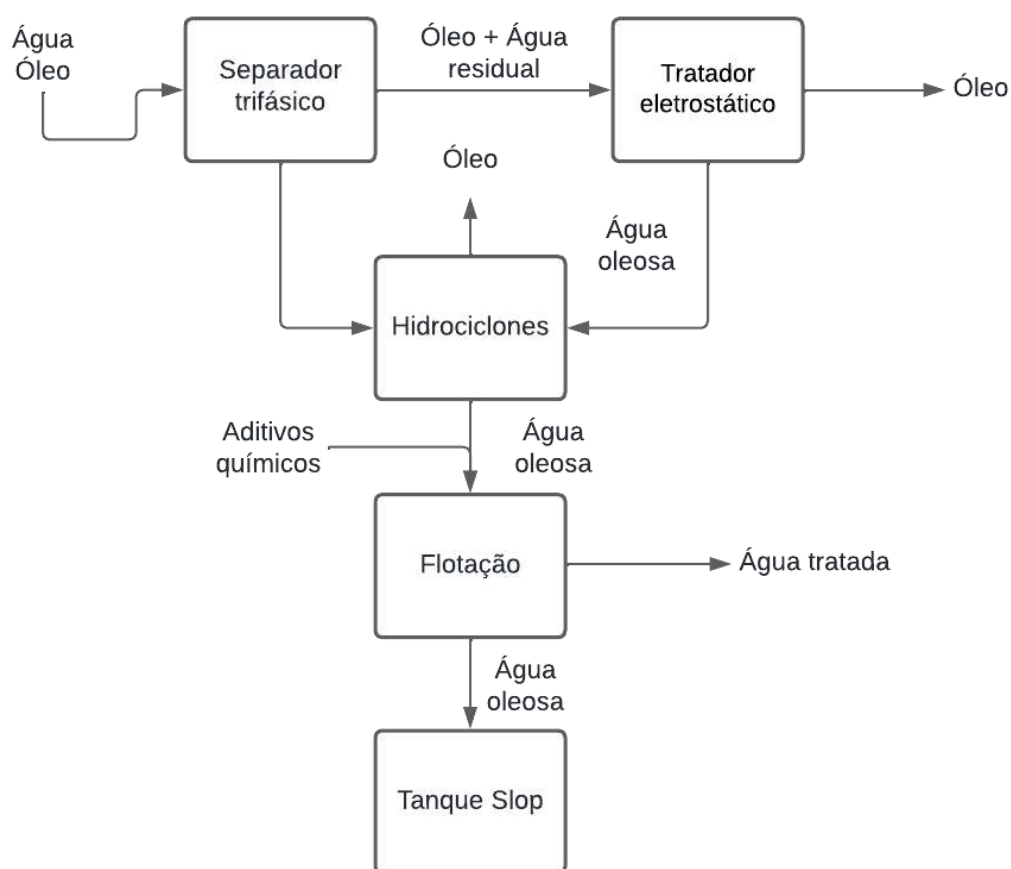 Água
Óleo
Separador
trifásico
Óleo + Água
residual
Tratador
eletrostático
Óleo
Óleo
Água
oleosa
Hidrociclones
Aditivos
químicos
Água
oleosa
Flotação
Água tratada
Água
oleosa
Tanque Slop